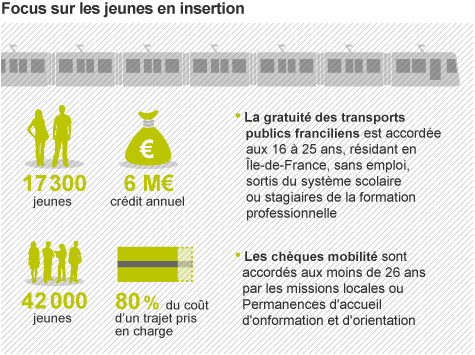 Focus sur les jeunes en insertion
17 300
jeunes
€
6 M€
crédit annuel
• La gratuité des transports
publics franciliens est accordée
aux 16 à 25 ans, résidant en
Île-de-France, sans emploi,
sortis du système scolaire
ou stagiaires de la formation
professionnelle
42 000
jeunes
80 % du coût
d'un trajet pris
en charge
• Les chèques mobilité sont
accordés aux moins de 26 ans
par les missions locales ou
Permanences d'accueil
d'onformation et d'orientation